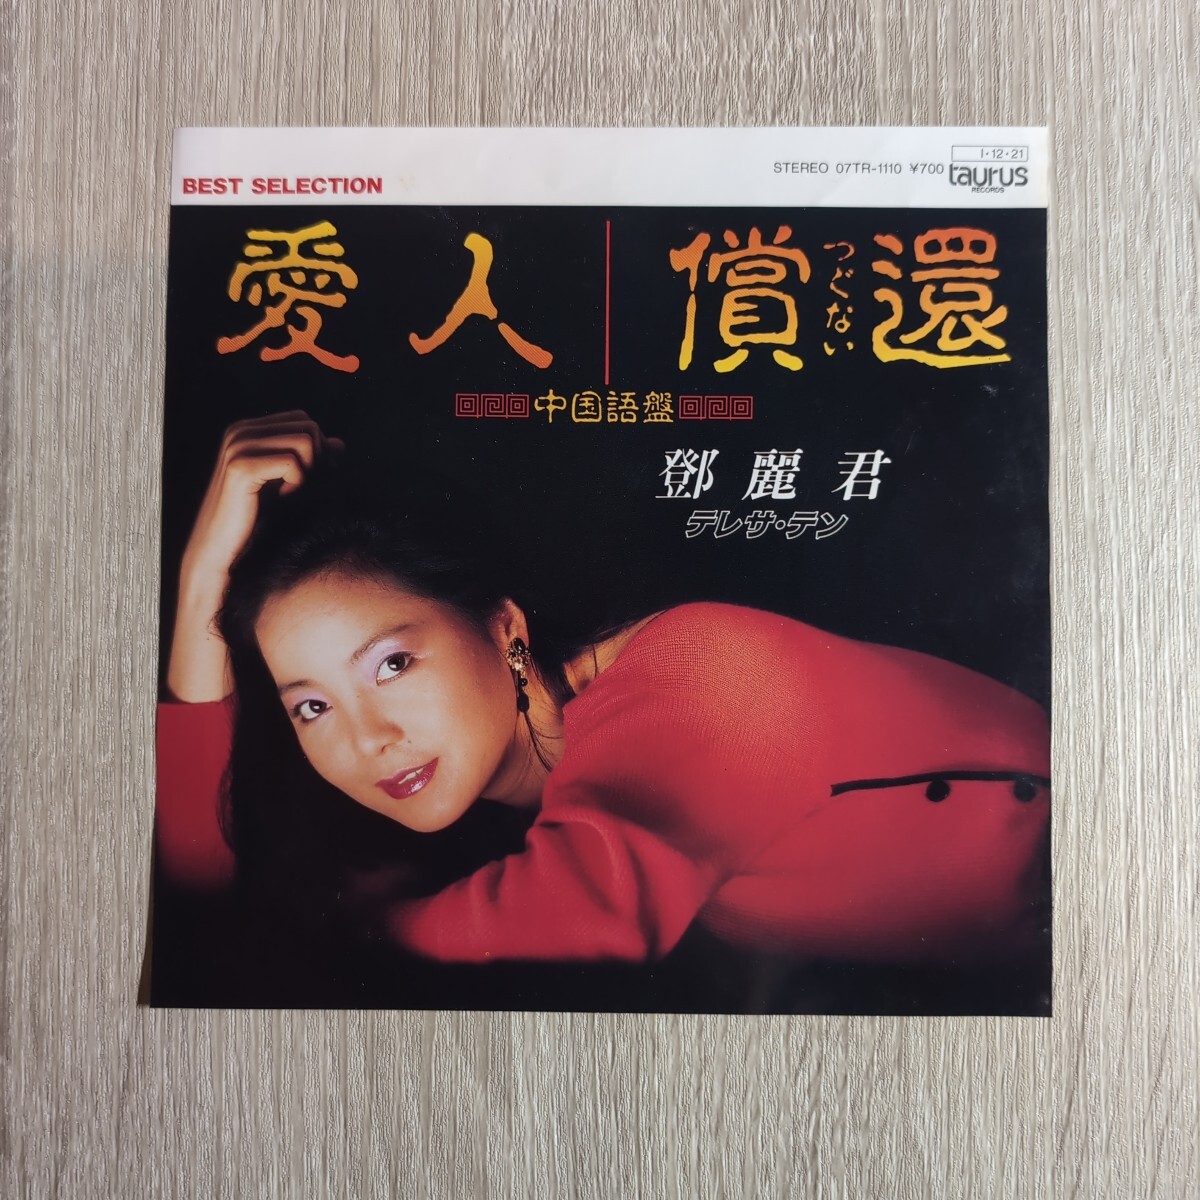 I・12・21
STEREO 07TR-1110 ¥700 taurus
RECORDS
BEST SELECTION
愛人|償還
つぐない
中国語盤
鄧麗君
テレサ・テン